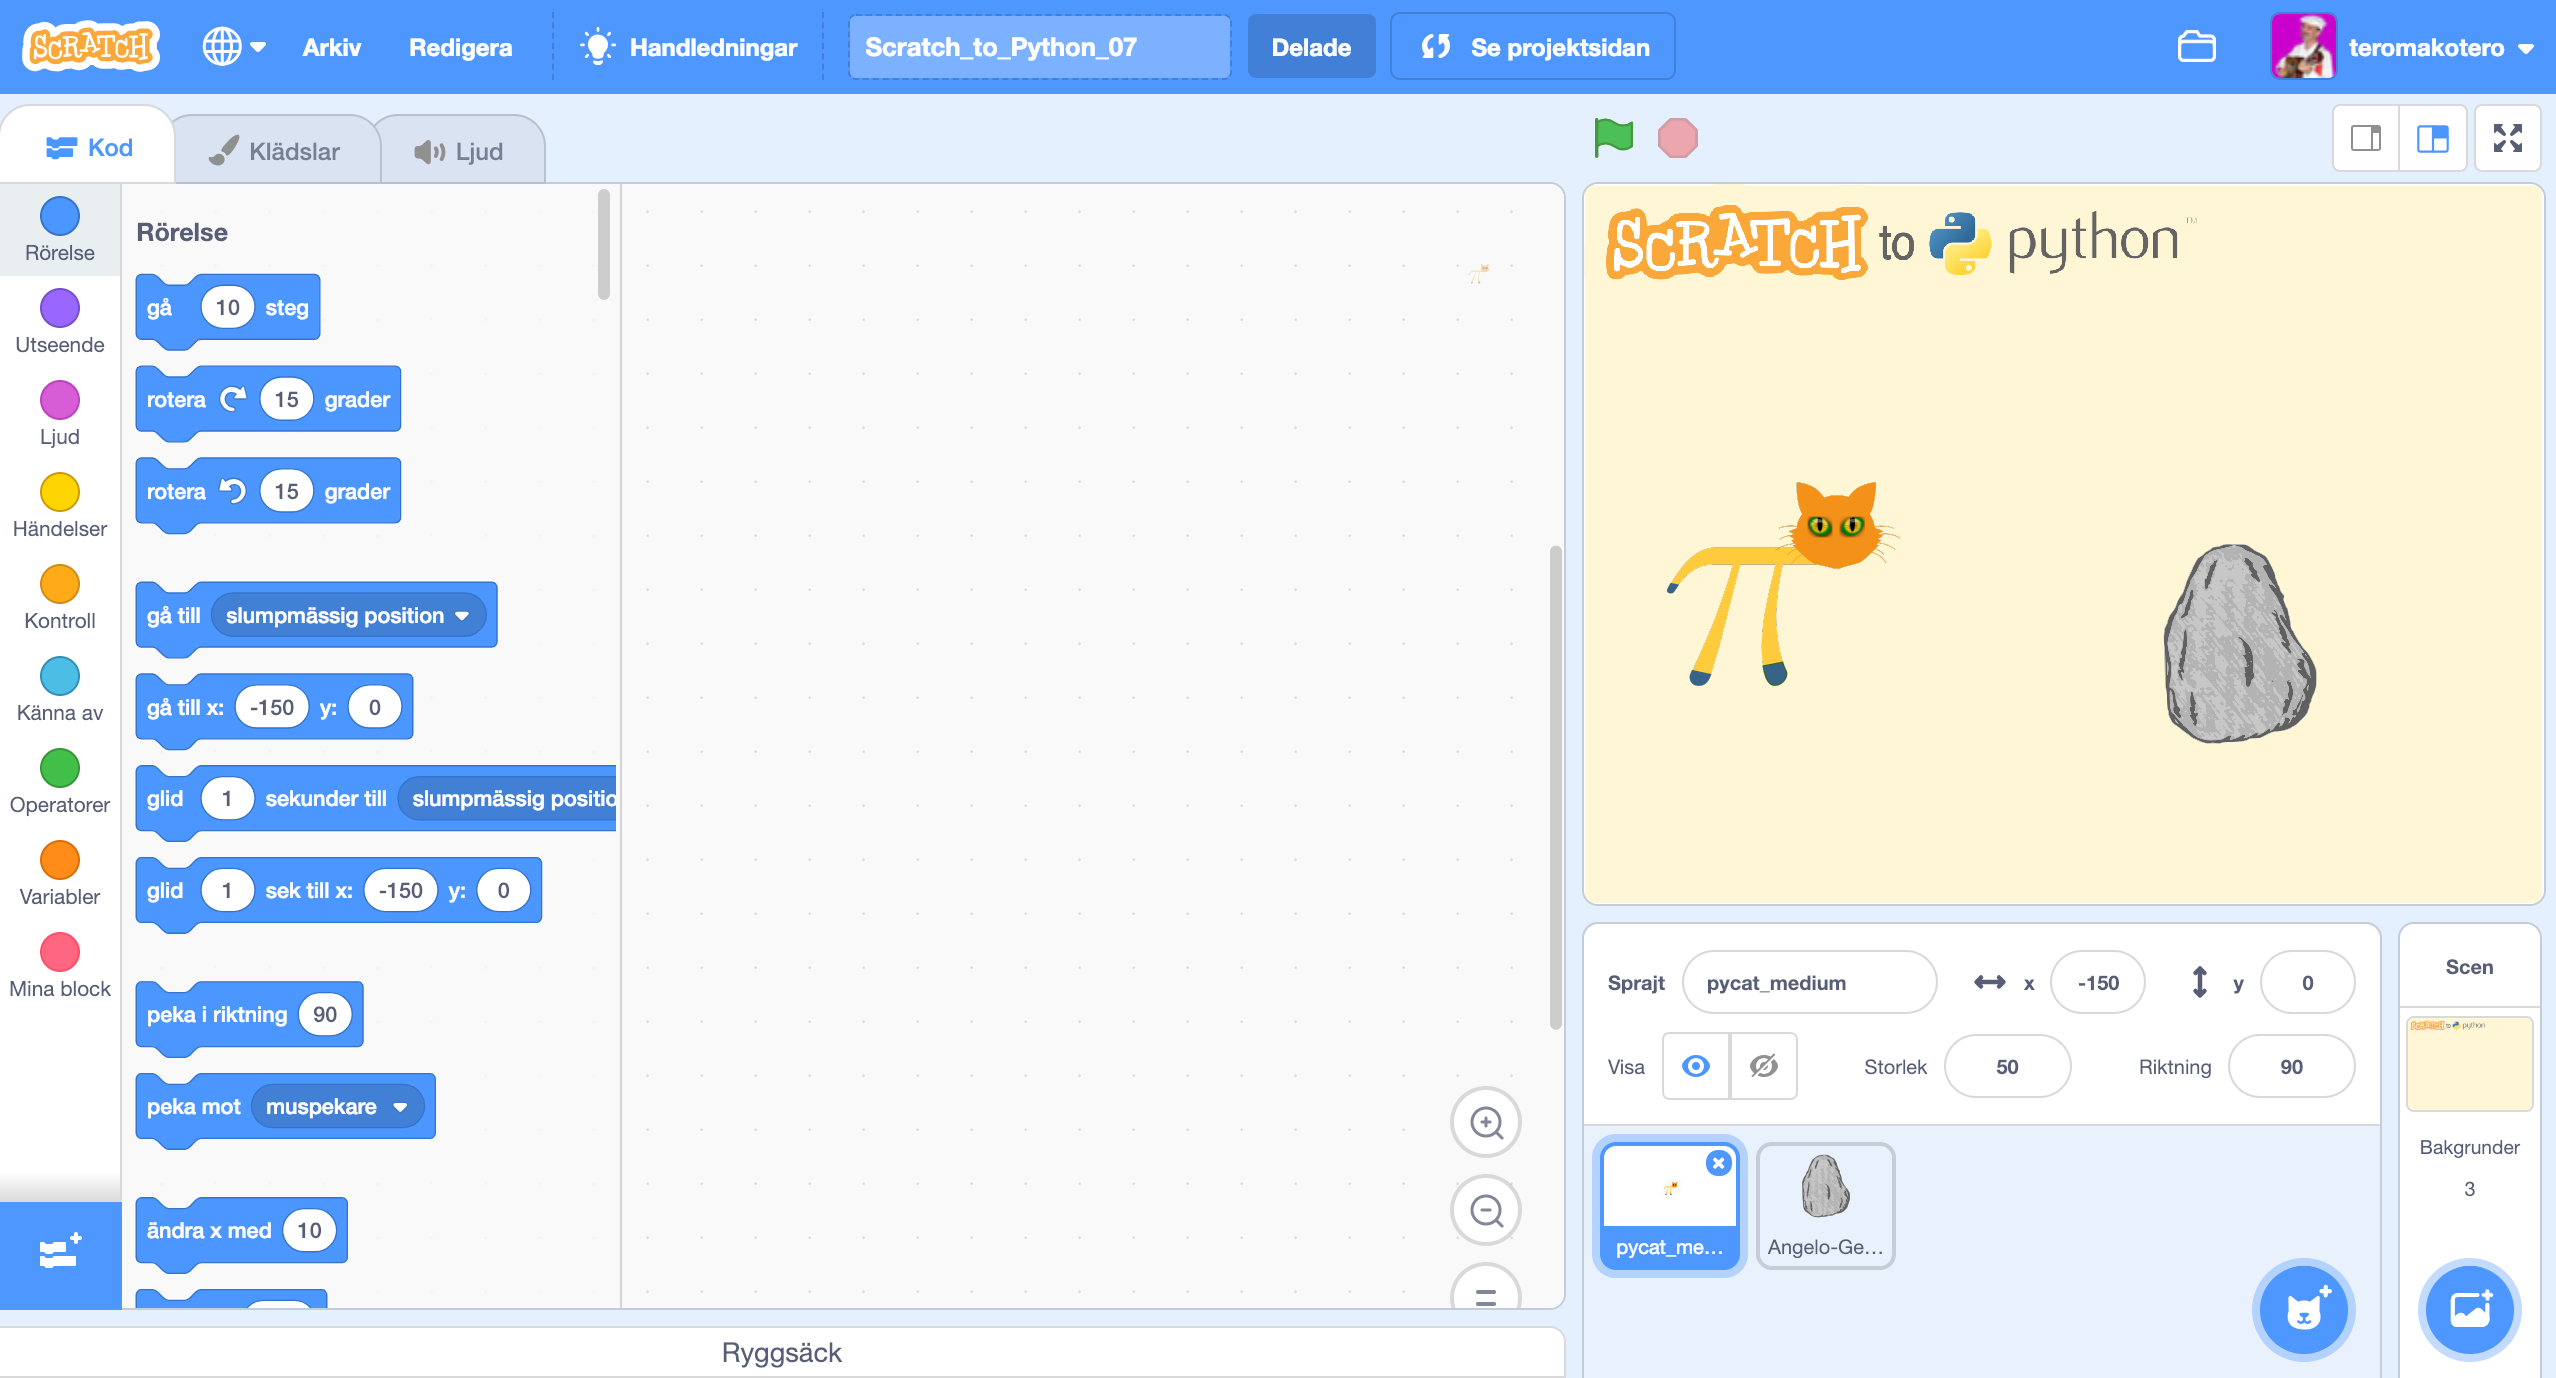 SCRATCH
Arkiv
Redigera
Handledningar
Scratch_to_Python_07
Delade
Se projektsidan
teromakotero
Kod
Klädslar
Ljud
Rörelse
Utseende
Ljud
Händelser
Kontroll
Känna av
Operatorer
Variabler
Mina block
Rörelse
gå 10 steg
rotera 15 grader
rotera 15 grader
gå till slumpmässig position
gå till x: -150 y: 0
glid 1 sekunder till slumpmässig positio
glid 1 sek till x: -150 y: 0
peka i riktning 90
peka mot muspekare
ändra x med 10
Ryggsäck
SCRATCH to python TM
Sprajt pycat_medium x -150 y 0
Visa Storlek 50 Riktning 90
pycat_me...
Angelo-Ge...
Scen
SCRATCH to python
Bakgrunder
3